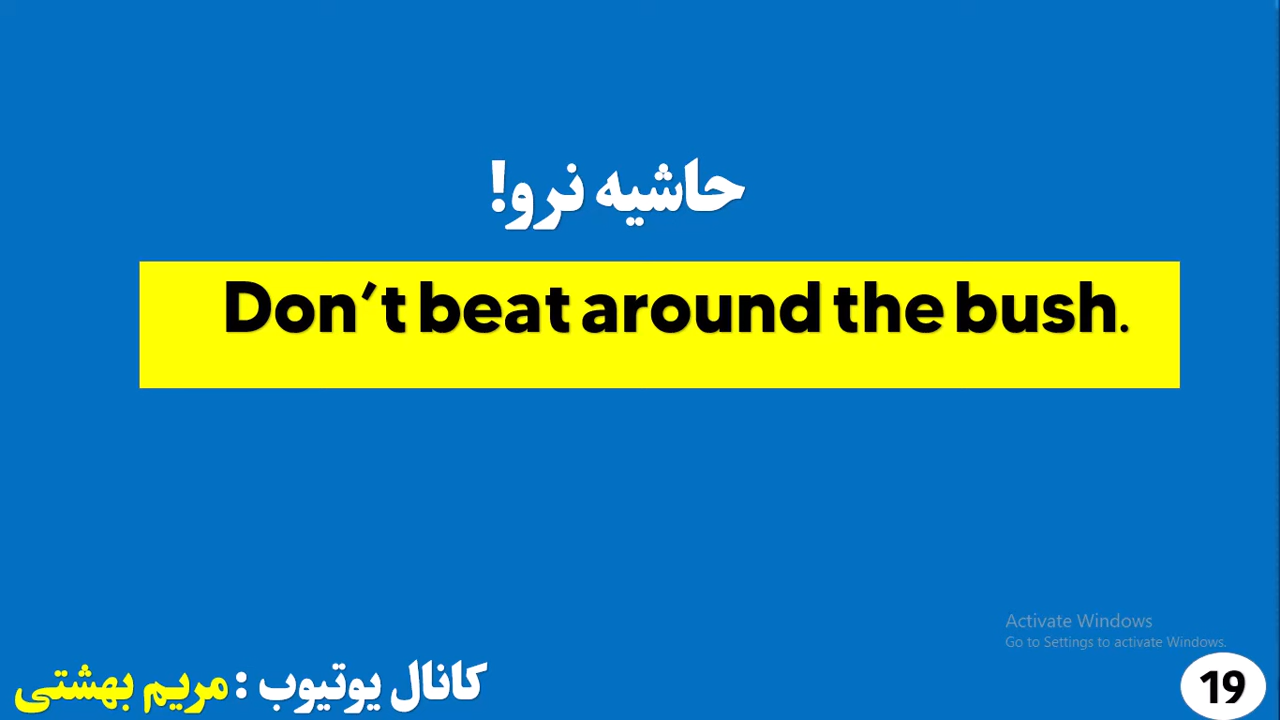 حاشیه نرو!
Don't beat around the bush.
Activate Windows
Go to Settings to activate Windows.
کانال یوتیوب : مریم بهشتی
19